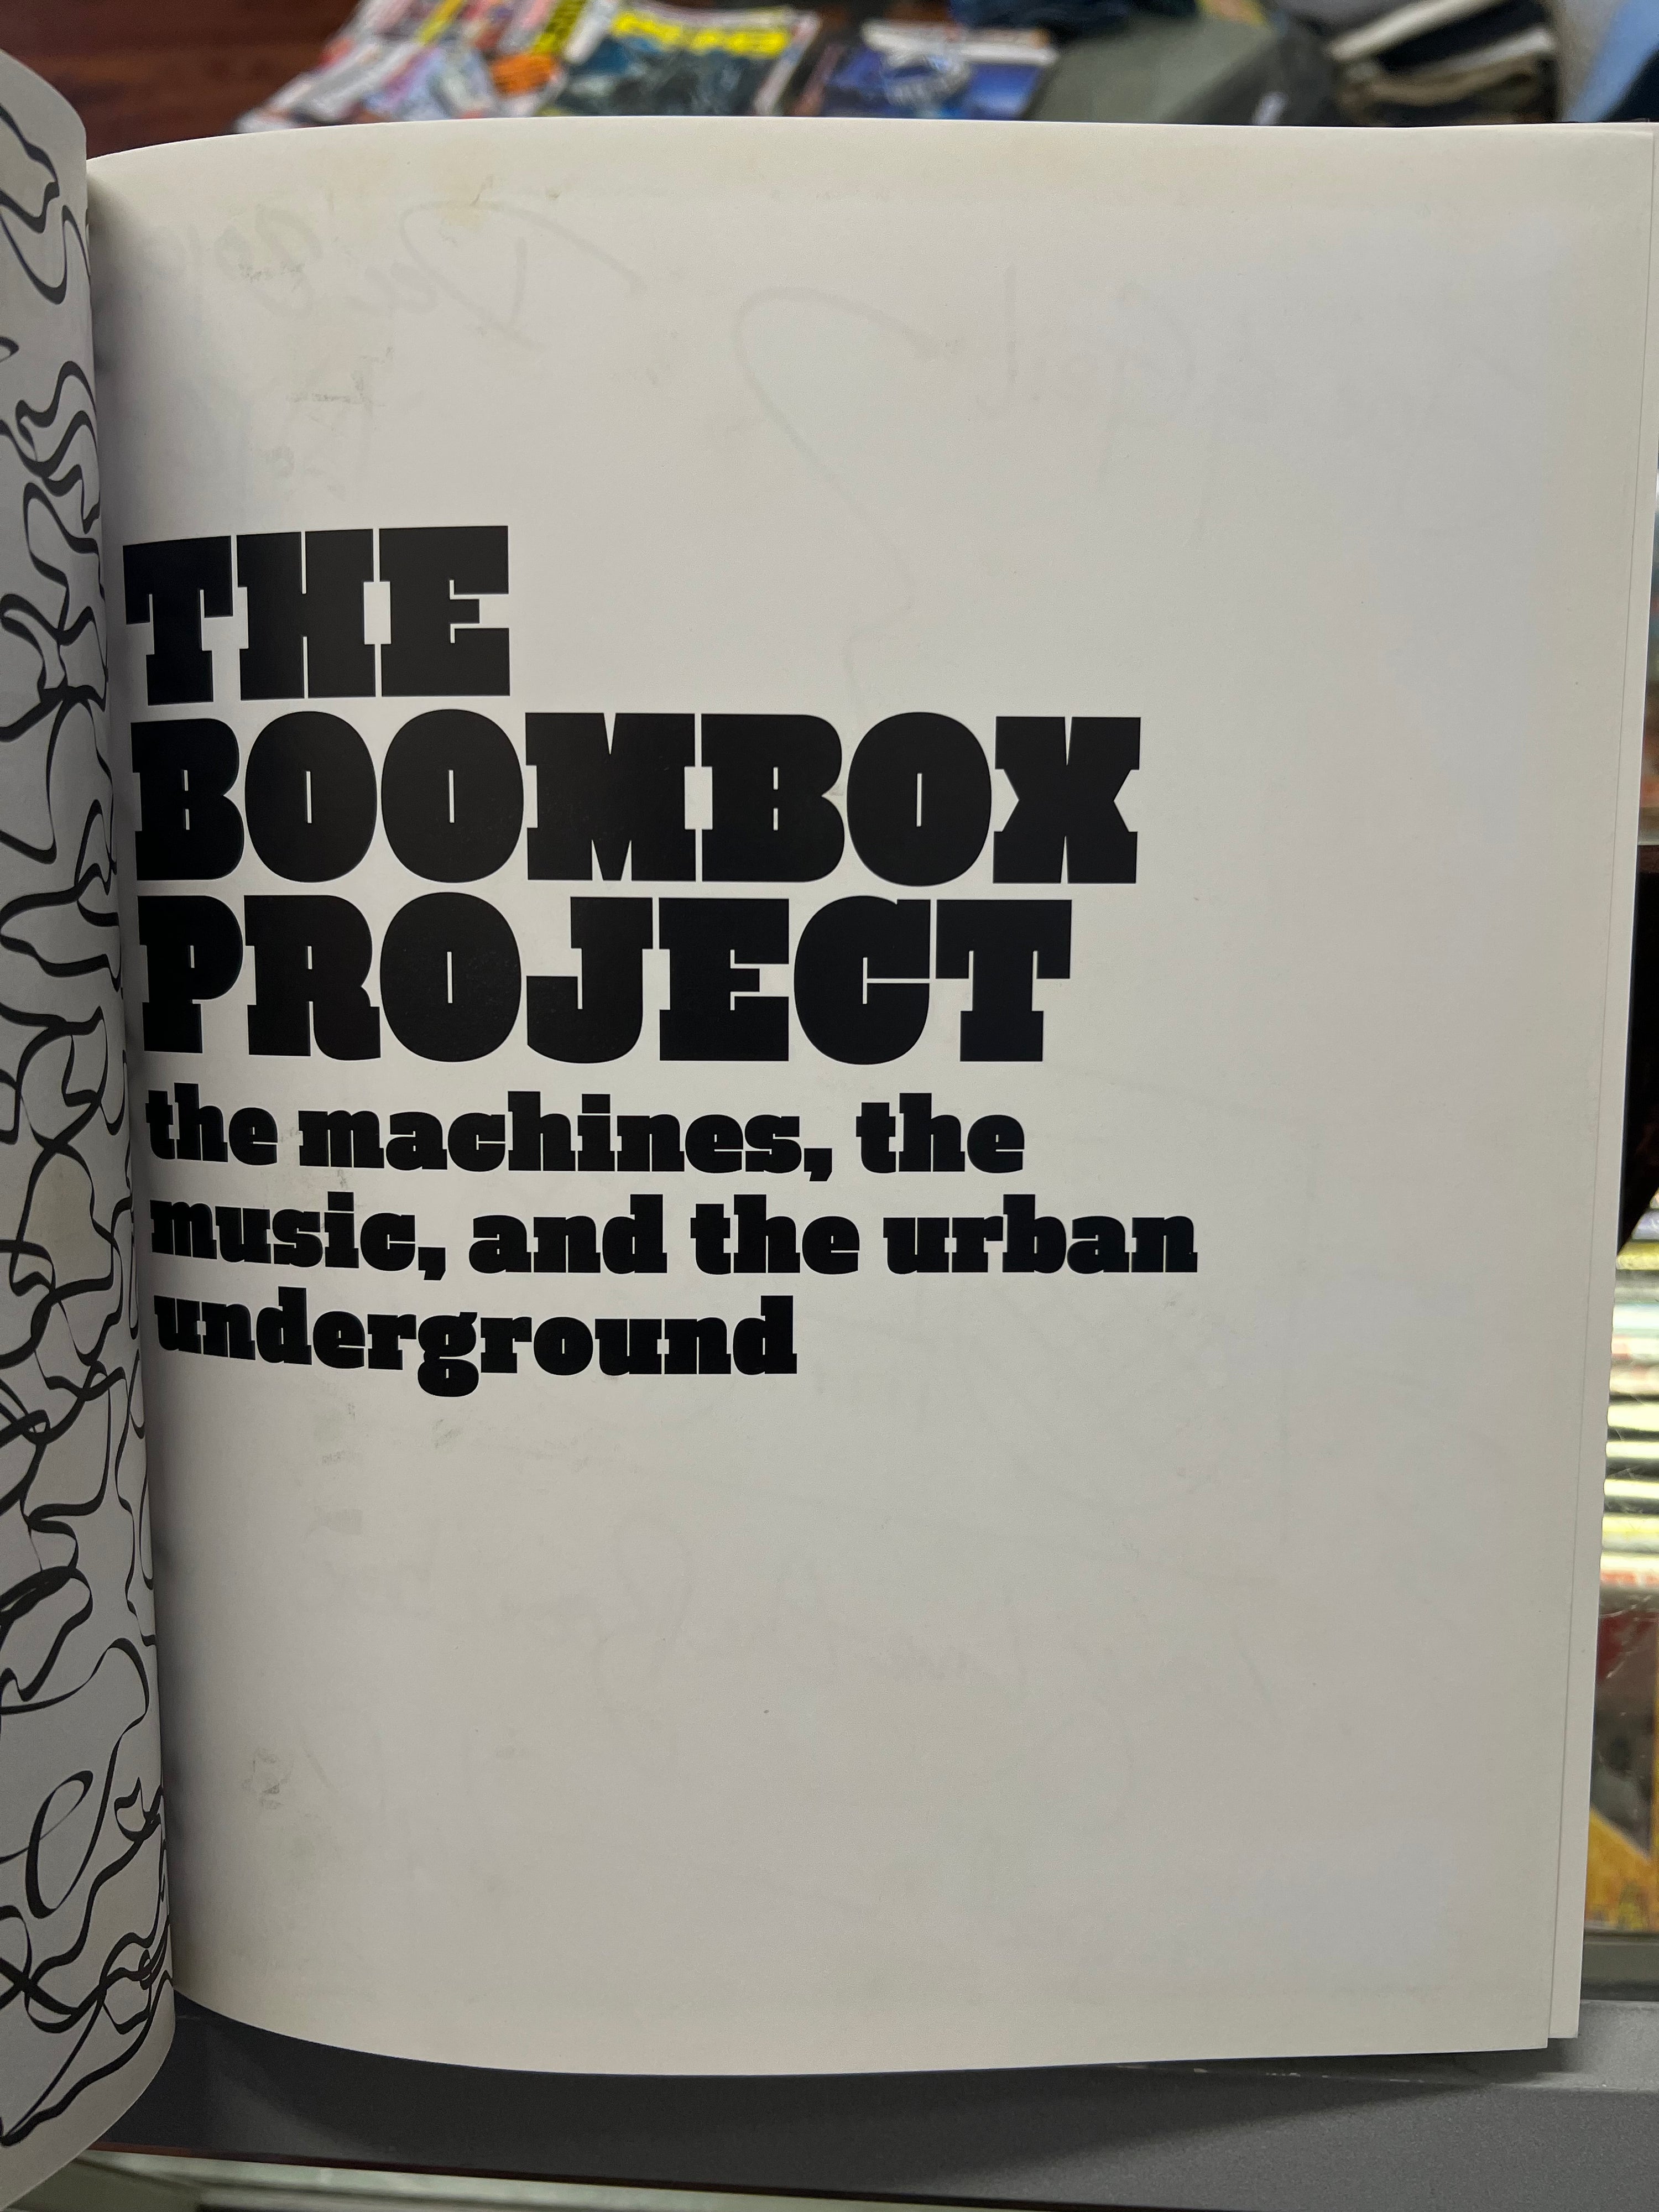 THE
BOOMBOX
PROJECT
the machines, the
music, and the urban
underground